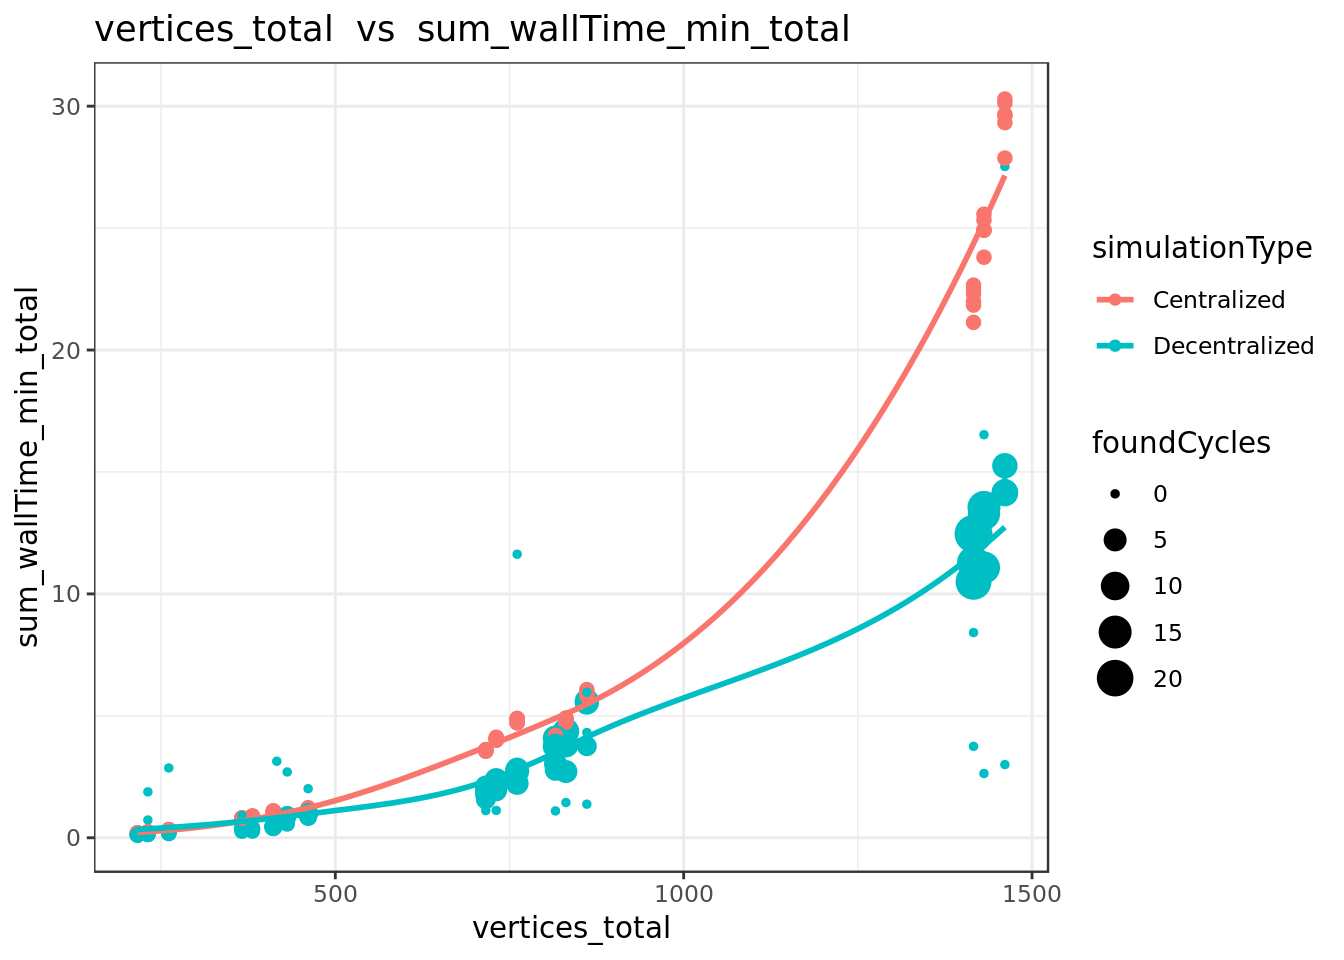 vertices_total vs sum_wallTime_min_total
sum_wallTime_min_total
30
20
10
0
500
1000
1500
vertices_total
simulationType
Centralized
Decentralized
foundCycles
0
5
10
15
20